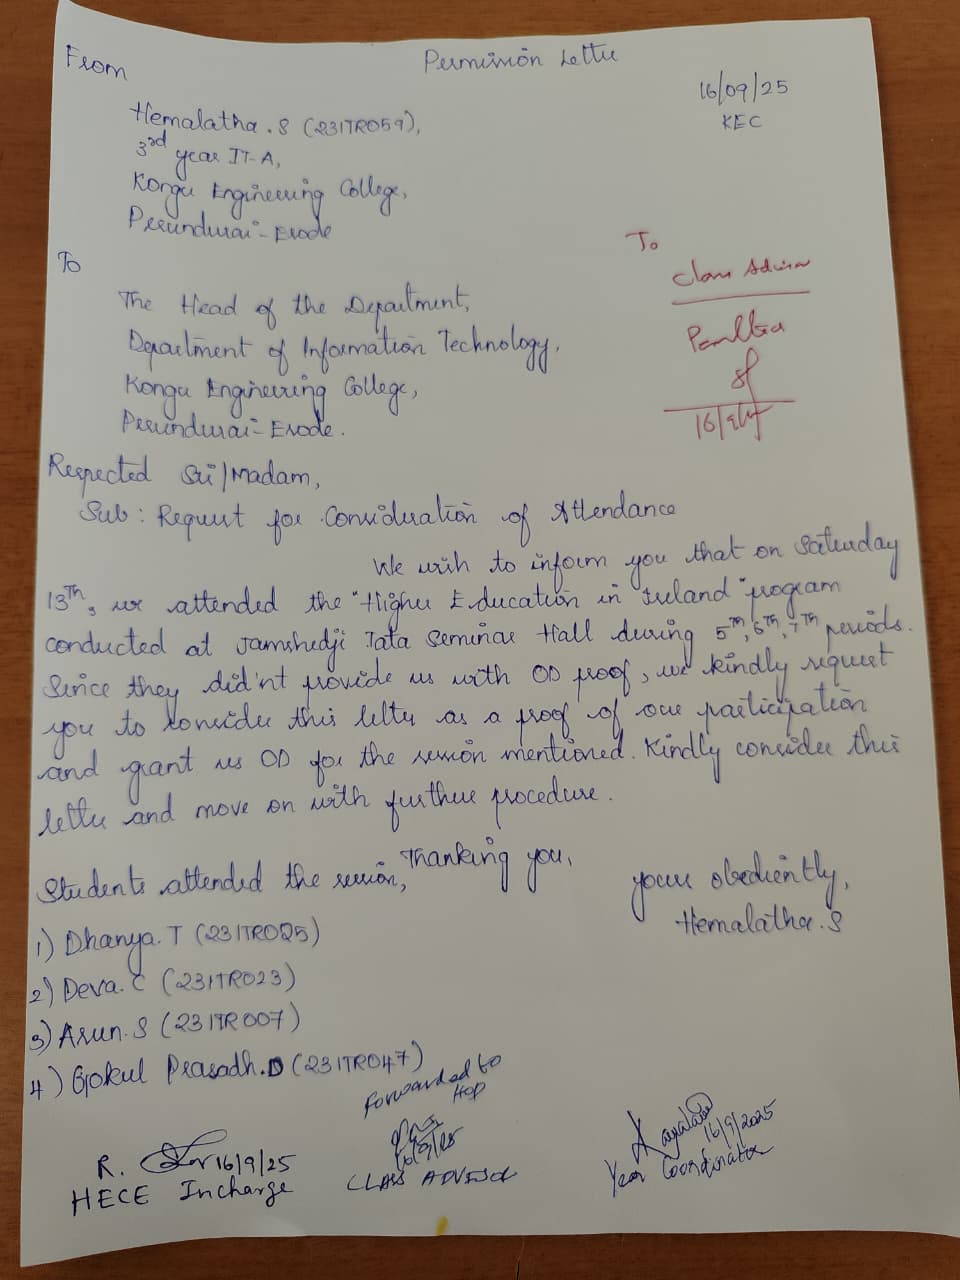 Permission Letter
From
16/09/25
KEC
Hemalatha.S (23ITR059),
3rd year IT-A,
Kongu Engineering College,
Perundurai-Erode
To
The Head of the Department,
Department of Information Technology,
Kongu Engineering College,
Perundurai-Erode.
To
Class Advisor
16/9/25
Respected Sir/Madam,
Sub: Request for Consideration of Attendance
We wish to inform you that on Saturday
13Th, we attended the "Higher Education in Ireland" program
conducted at Jamshedji Tata Seminar Hall during 5Th, 6Th, 7Th periods.
Since they did'nt provide us with OD proof, we kindly request
you to consider this letter as a proof of our participation
and grant us OD for the session mentioned. Kindly consider this
letter and move on with further procedure.
Thanking you,
Students attended the session,
yours obediently,
Hemalatha.S
1) Dhanya.T (23ITR025)
2) Deva.C (23ITR023)
3) Arun.S (23ITR007)
4) Gokul Prasadh.D (23ITR047)
Forwarded to
HOD
R. 16/9/25
HECE Incharge
16/9/25
CLASS ADVISOR
16/9/2025
Year Coordinator